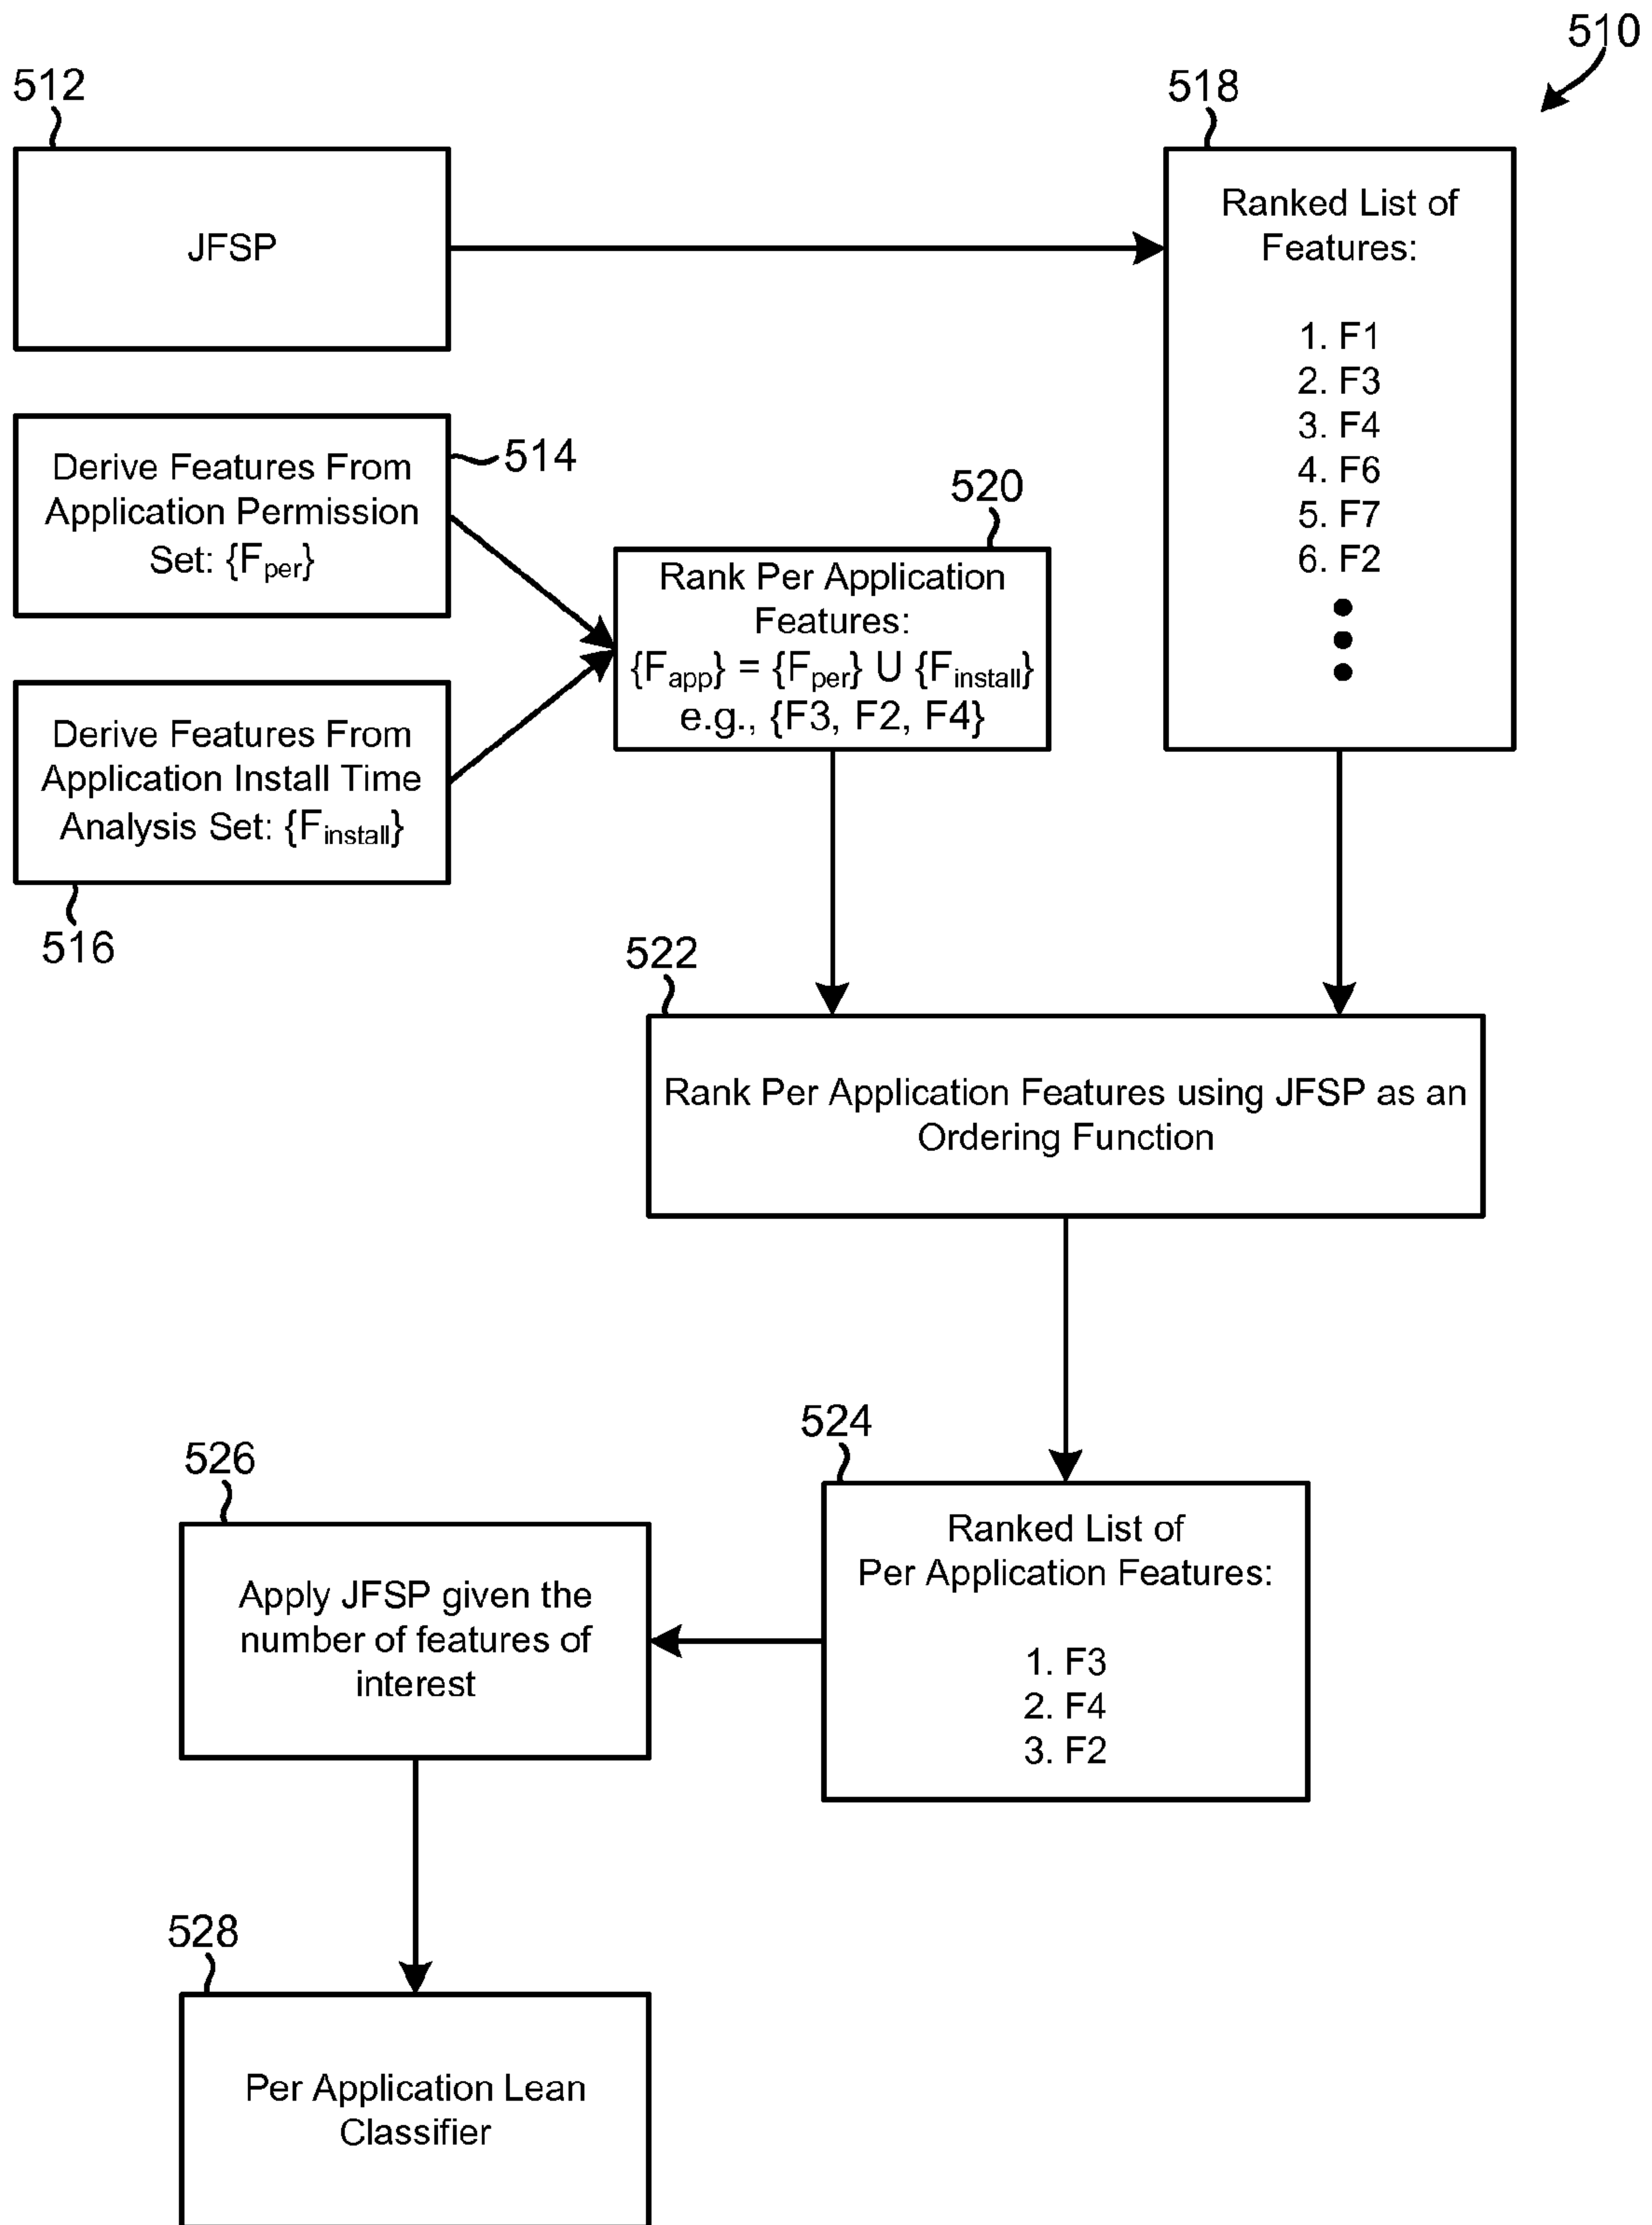 510
512
518
JFSP
Ranked List of
Features:
1. F1
2. F3
3. F4
4. F6
5. F7
6. F2
Derive Features From
Application Permission
Set: {Fper}
514
520
Rank Per Application
Features:
{Fapp} = {Fper} U {Finstall}
e.g., {F3, F2, F4}
Derive Features From
Application Install Time
Analysis Set: {Finstall}
516
522
Rank Per Application Features using JFSP as an
Ordering Function
524
Ranked List of
Per Application Features:
1. F3
2. F4
3. F2
526
Apply JFSP given the
number of features of
interest
528
Per Application Lean
Classifier